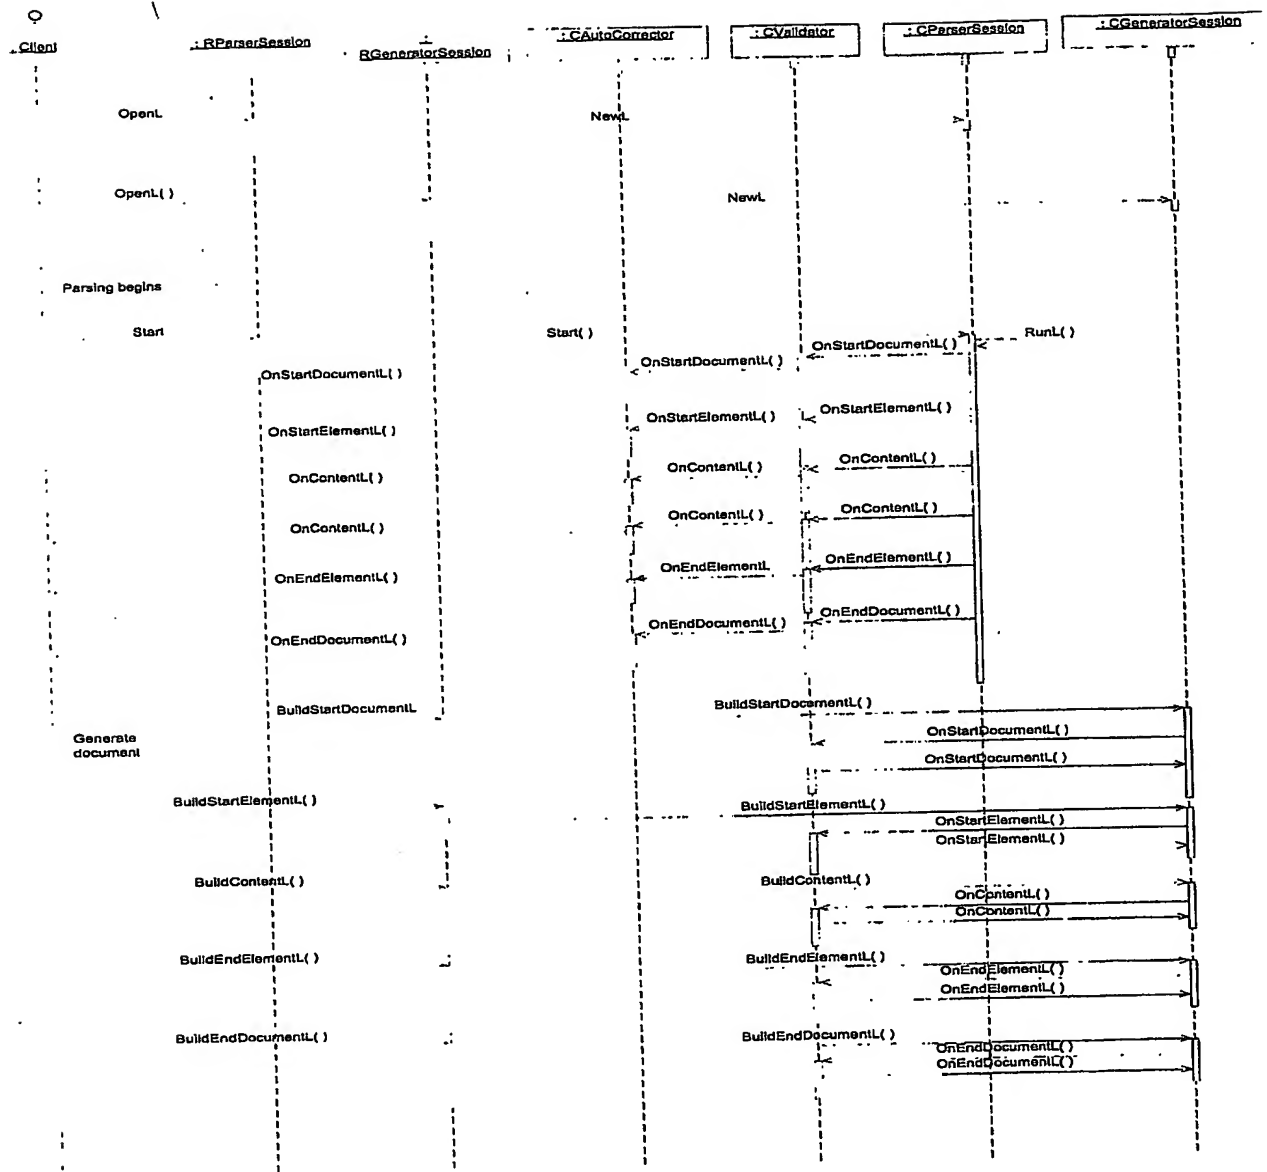 : Client
: RParserSession
:
RGeneratorSession
: CAutoCorrector
: CValidator
: CParserSession
: CGeneratorSession
OpenL
NewL
OpenL( )
NewL
Parsing begins
Start
Start( )
RunL( )
OnStartDocumentL( )
OnStartDocumentL( )
OnStartDocumentL( )
OnStartElementL( )
OnStartElementL( )
OnStartElementL( )
OnContentL( )
OnContentL( )
OnContentL( )
OnContentL( )
OnContentL( )
OnContentL( )
OnEndElementL( )
OnEndElementL
OnEndElementL( )
OnEndDocumentL( )
OnEndDocumentL( )
OnEndDocumentL( )
BuildStartDocumentL
BuildStartDocumentL( )
Generate
document
OnStartDocumentL( )
OnStartDocumentL( )
BuildStartElementL( )
BuildStartElementL( )
OnStartElementL( )
OnStartElementL( )
BuildContentL( )
BuildContentL( )
OnContentL( )
OnContentL( )
BuildEndElementL( )
BuildEndElementL( )
OnEndElementL( )
OnEndElementL( )
BuildEndDocumentL( )
BuildEndDocumentL( )
OnEndDocumentL( )
OnEndDocumentL( )